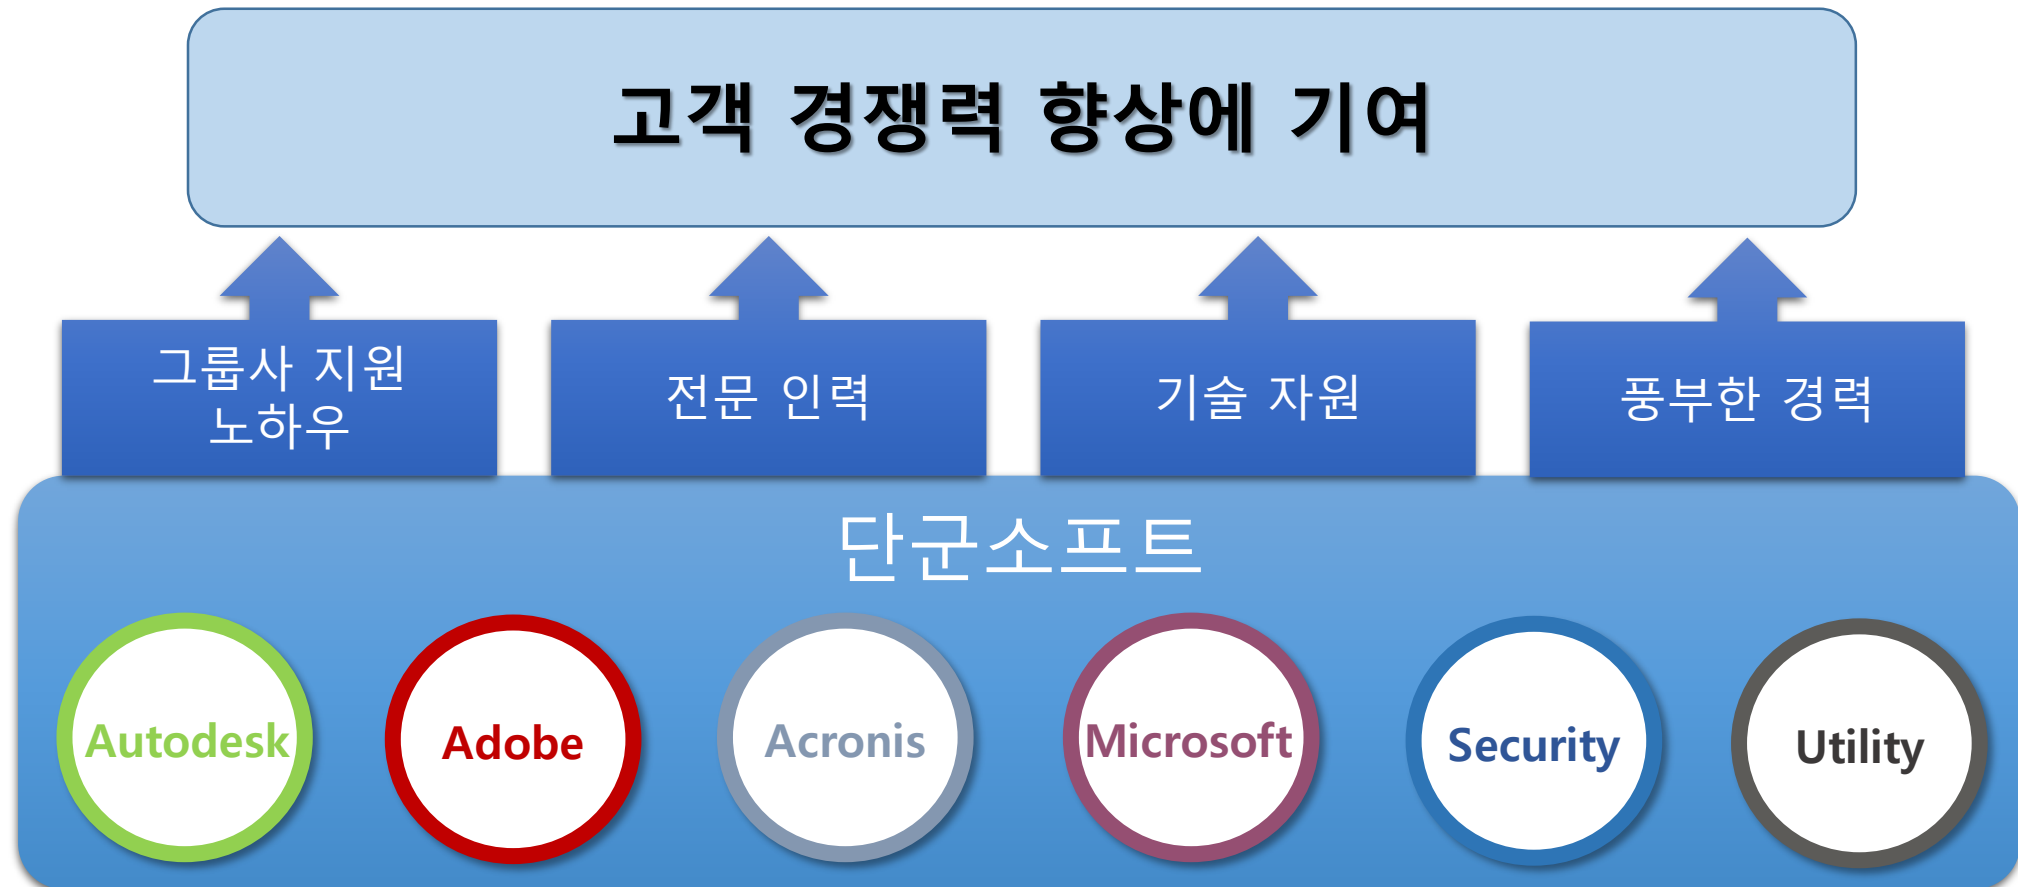 고객 경쟁력 향상에 기여
그룹사 지원
노하우
전문 인력
기술 자원
풍부한 경력
단군소프트
Autodesk
Adobe
Acronis
Microsoft
Security
Utility